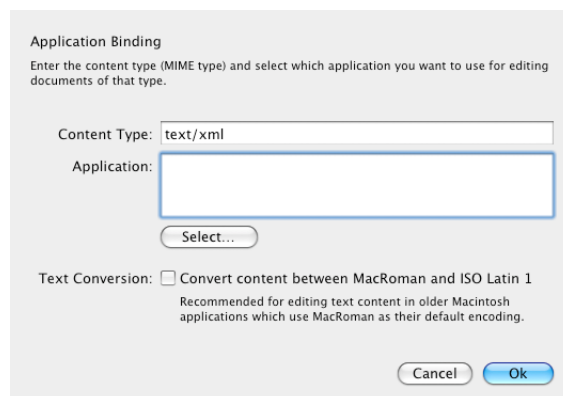 Application Binding
Enter the content type (MIME type) and select which application you want to use for editing
documents of that type.
Content Type: text/xml
Application:
Select...
Text Conversion: Convert content between MacRoman and ISO Latin 1
Recommended for editing text content in older Macintosh
applications which use MacRoman as their default encoding.
Cancel Ok